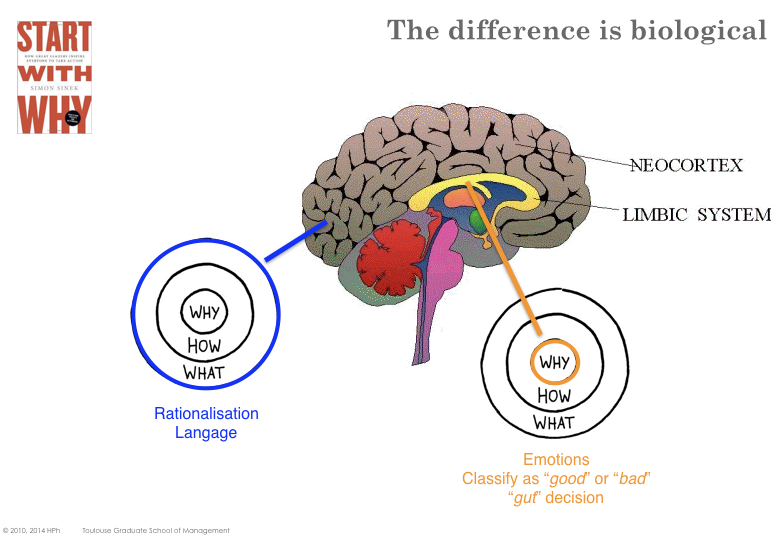 The difference is biological
START
HOW GREAT LEADERS INSPIRE
EVERYONE TO TAKE ACTION
WITH
SIMON SINEK
WHY
NEOCORTEX
LIMBIC SYSTEM
WHY
HOW
WHAT
Rationalisation
Langage
WHY
HOW
WHAT
Emotions
Classify as “good” or “bad”
“gut” decision
© 2010, 2014 HPh Toulouse Graduate School of Management